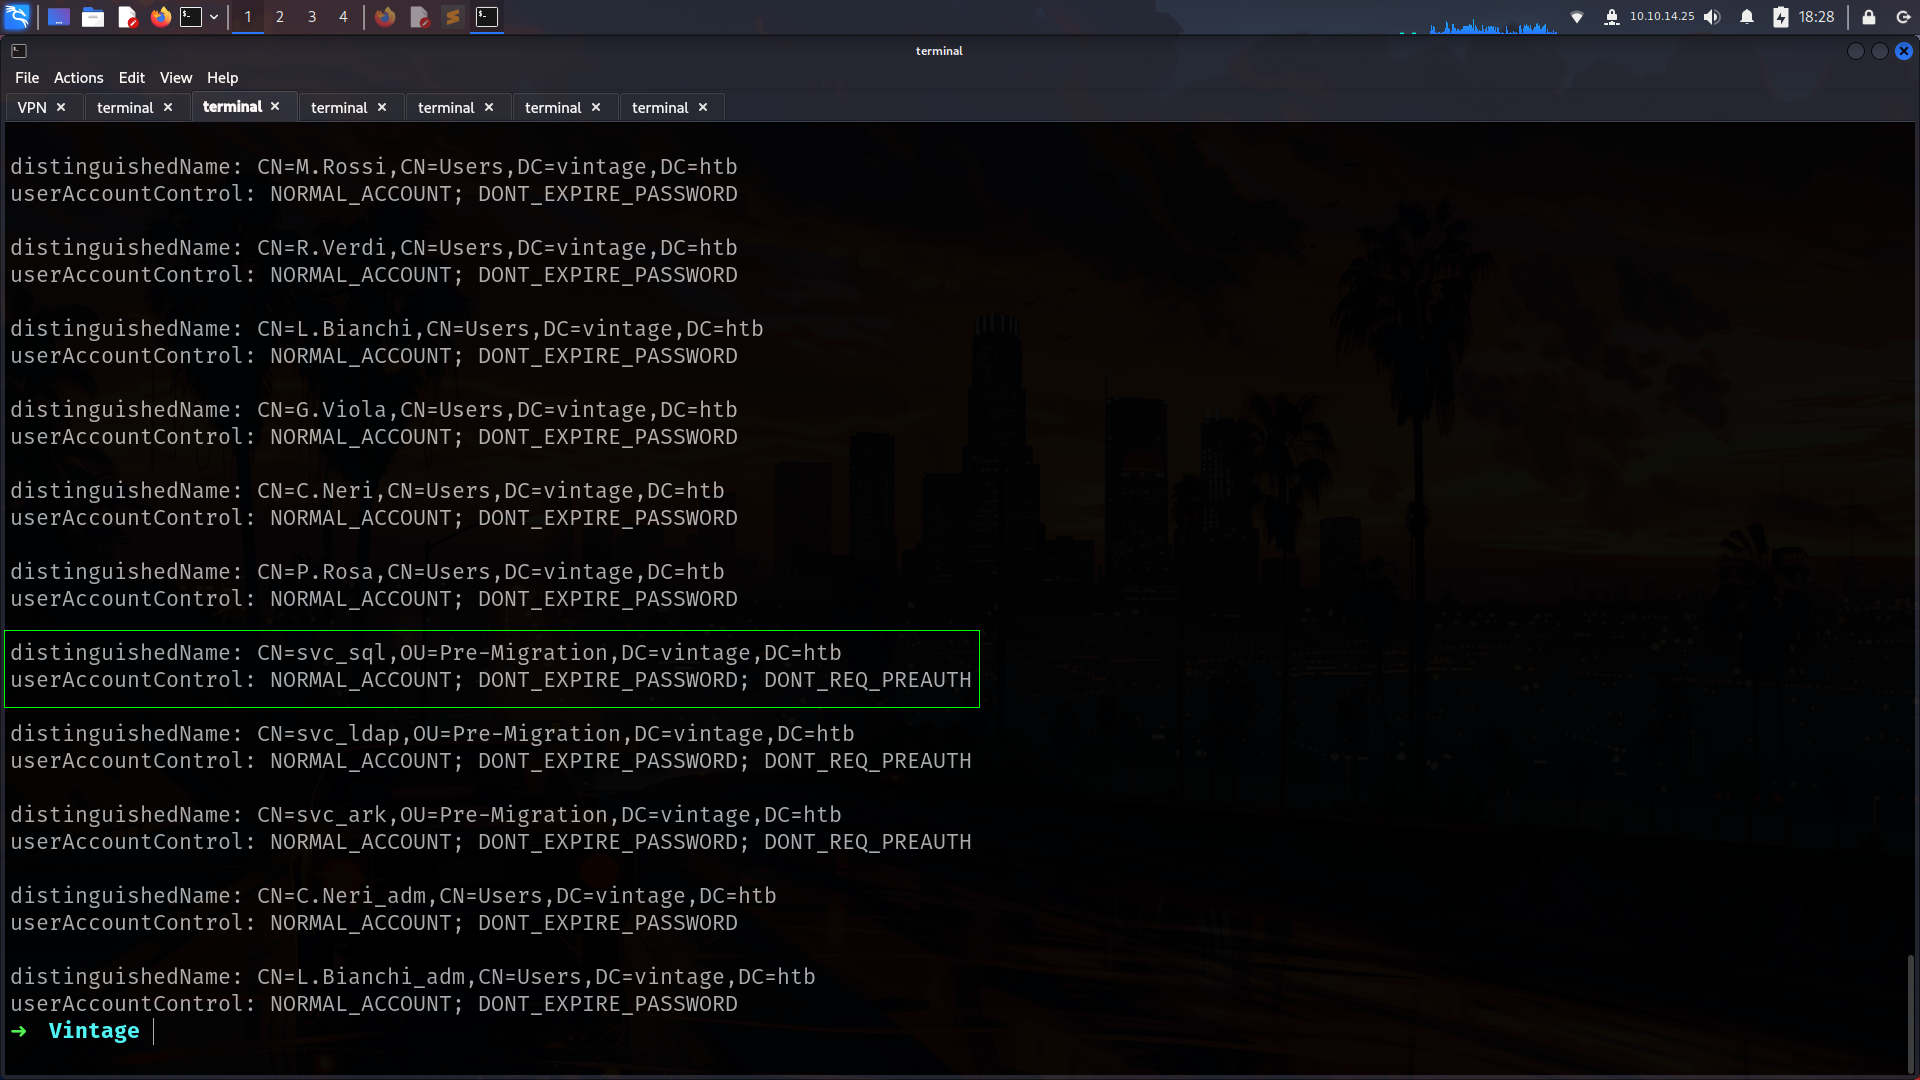 1 2 3 4 10.10.14.25 18:28
terminal
File Actions Edit View Help
VPN terminal terminal terminal terminal terminal terminal
distinguishedName: CN=M.Rossi,CN=Users,DC=vintage,DC=htb
userAccountControl: NORMAL_ACCOUNT; DONT_EXPIRE_PASSWORD
distinguishedName: CN=R.Verdi,CN=Users,DC=vintage,DC=htb
userAccountControl: NORMAL_ACCOUNT; DONT_EXPIRE_PASSWORD
distinguishedName: CN=L.Bianchi,CN=Users,DC=vintage,DC=htb
userAccountControl: NORMAL_ACCOUNT; DONT_EXPIRE_PASSWORD
distinguishedName: CN=G.Viola,CN=Users,DC=vintage,DC=htb
userAccountControl: NORMAL_ACCOUNT; DONT_EXPIRE_PASSWORD
distinguishedName: CN=C.Neri,CN=Users,DC=vintage,DC=htb
userAccountControl: NORMAL_ACCOUNT; DONT_EXPIRE_PASSWORD
distinguishedName: CN=P.Rosa,CN=Users,DC=vintage,DC=htb
userAccountControl: NORMAL_ACCOUNT; DONT_EXPIRE_PASSWORD
distinguishedName: CN=svc_sql,OU=Pre-Migration,DC=vintage,DC=htb
userAccountControl: NORMAL_ACCOUNT; DONT_EXPIRE_PASSWORD; DONT_REQ_PREAUTH
distinguishedName: CN=svc_ldap,OU=Pre-Migration,DC=vintage,DC=htb
userAccountControl: NORMAL_ACCOUNT; DONT_EXPIRE_PASSWORD; DONT_REQ_PREAUTH
distinguishedName: CN=svc_ark,OU=Pre-Migration,DC=vintage,DC=htb
userAccountControl: NORMAL_ACCOUNT; DONT_EXPIRE_PASSWORD; DONT_REQ_PREAUTH
distinguishedName: CN=C.Neri_adm,CN=Users,DC=vintage,DC=htb
userAccountControl: NORMAL_ACCOUNT; DONT_EXPIRE_PASSWORD
distinguishedName: CN=L.Bianchi_adm,CN=Users,DC=vintage,DC=htb
userAccountControl: NORMAL_ACCOUNT; DONT_EXPIRE_PASSWORD
➜ Vintage